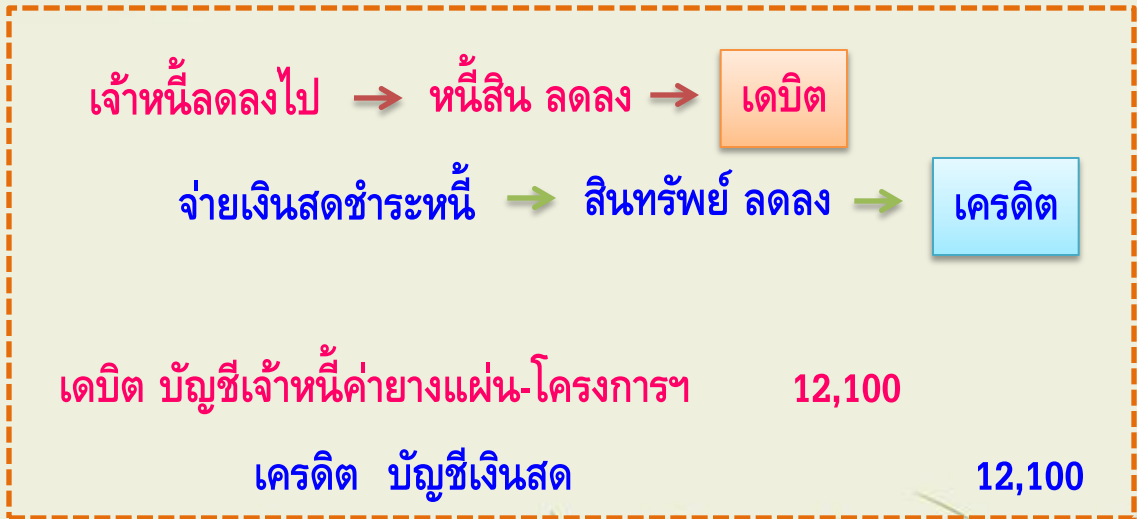 เจ้าหนี้ลดลงไป → หนี้สิน ลดลง → เดบิต
จ่ายเงินสดชำระหนี้ → สินทรัพย์ ลดลง → เครดิต
เดบิต บัญชีเจ้าหนี้ค่ายางแผ่น-โครงการฯ 12,100
เครดิต บัญชีเงินสด 12,100